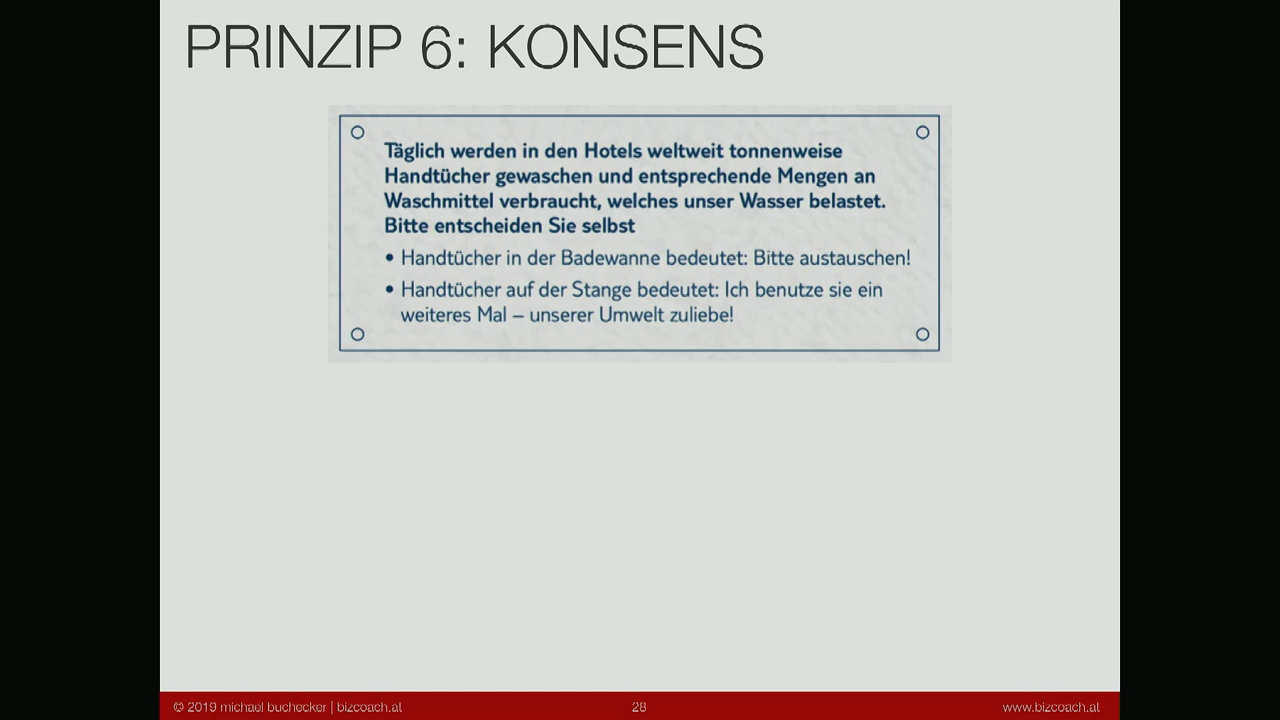 PRINZIP 6: KONSENS
Täglich werden in den Hotels weltweit tonnenweise
Handtücher gewaschen und entsprechende Mengen an
Waschmittel verbraucht, welches unser Wasser belastet.
Bitte entscheiden Sie selbst
• Handtücher in der Badewanne bedeutet: Bitte austauschen!
• Handtücher auf der Stange bedeutet: Ich benutze sie ein
weiteres Mal – unserer Umwelt zuliebe!
© 2019 michael buchecker | bizcoach.at
28
www.bizcoach.at